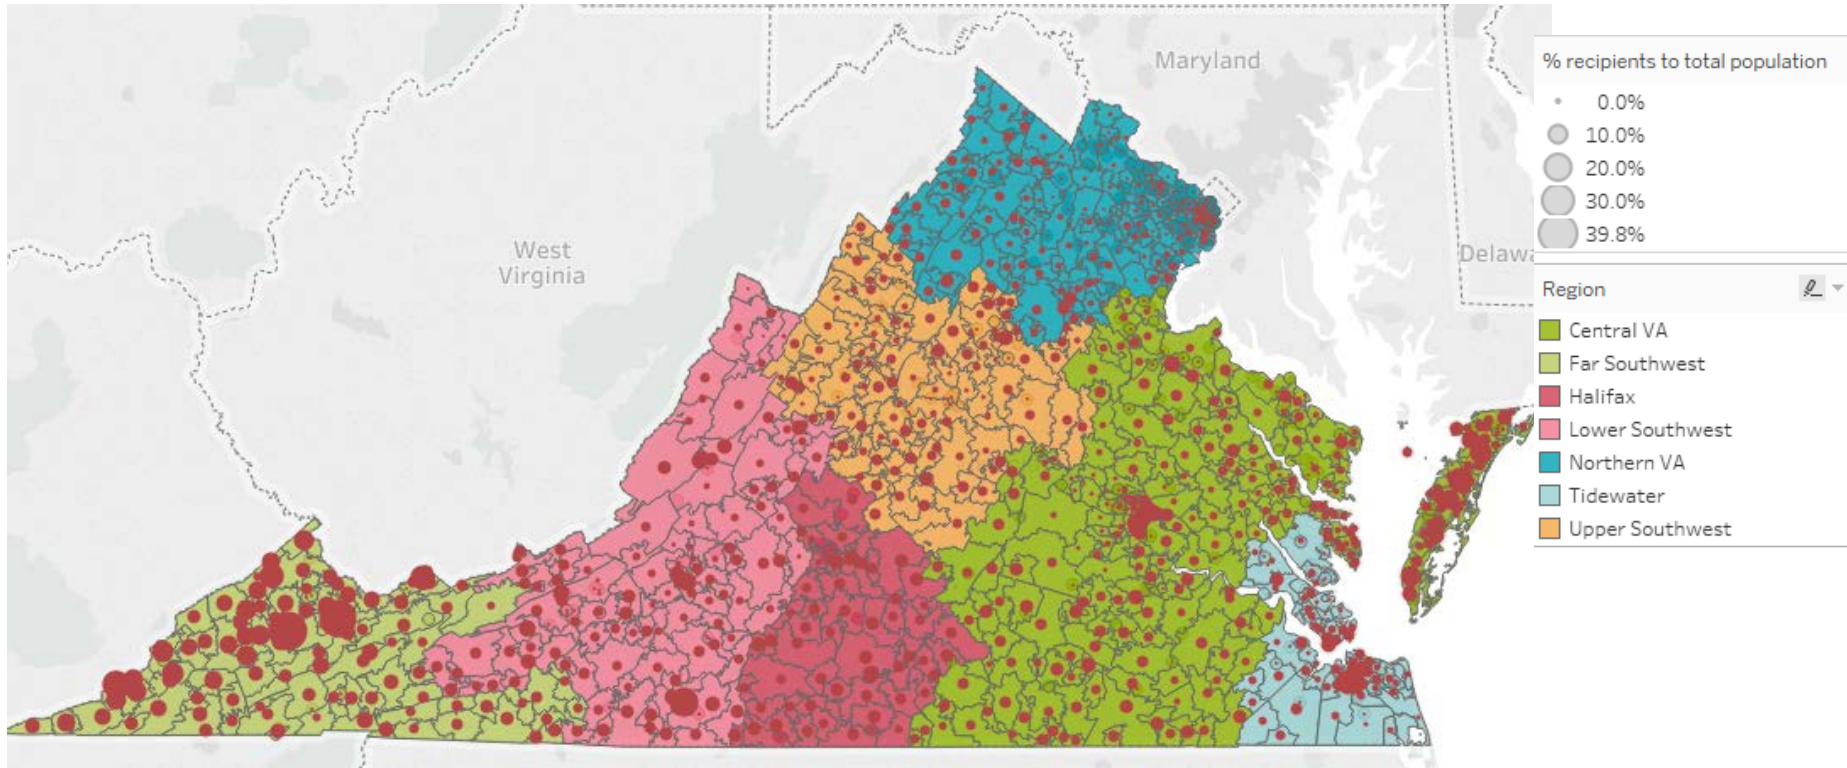 Maryland
West
Virginia
Delawa
% recipients to total population
0.0%
10.0%
20.0%
30.0%
39.8%
Region
Central VA
Far Southwest
Halifax
Lower Southwest
Northern VA
Tidewater
Upper Southwest